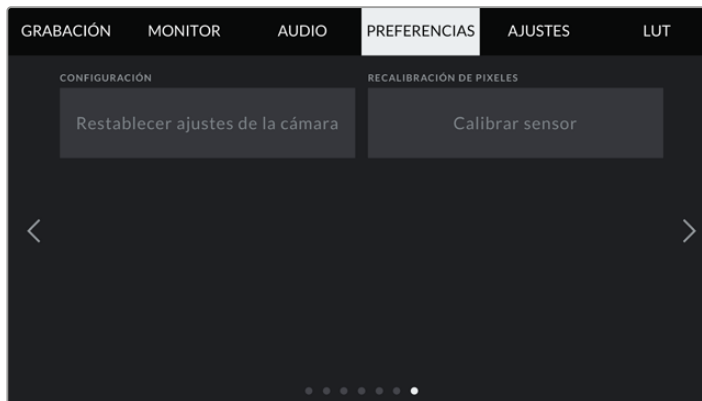 GRABACIÓN MONITOR AUDIO PREFERENCIAS AJUSTES LUT
CONFIGURACIÓN RECALIBRACIÓN DE PIXELES
Restablecer ajustes de la cámara Calibrar sensor